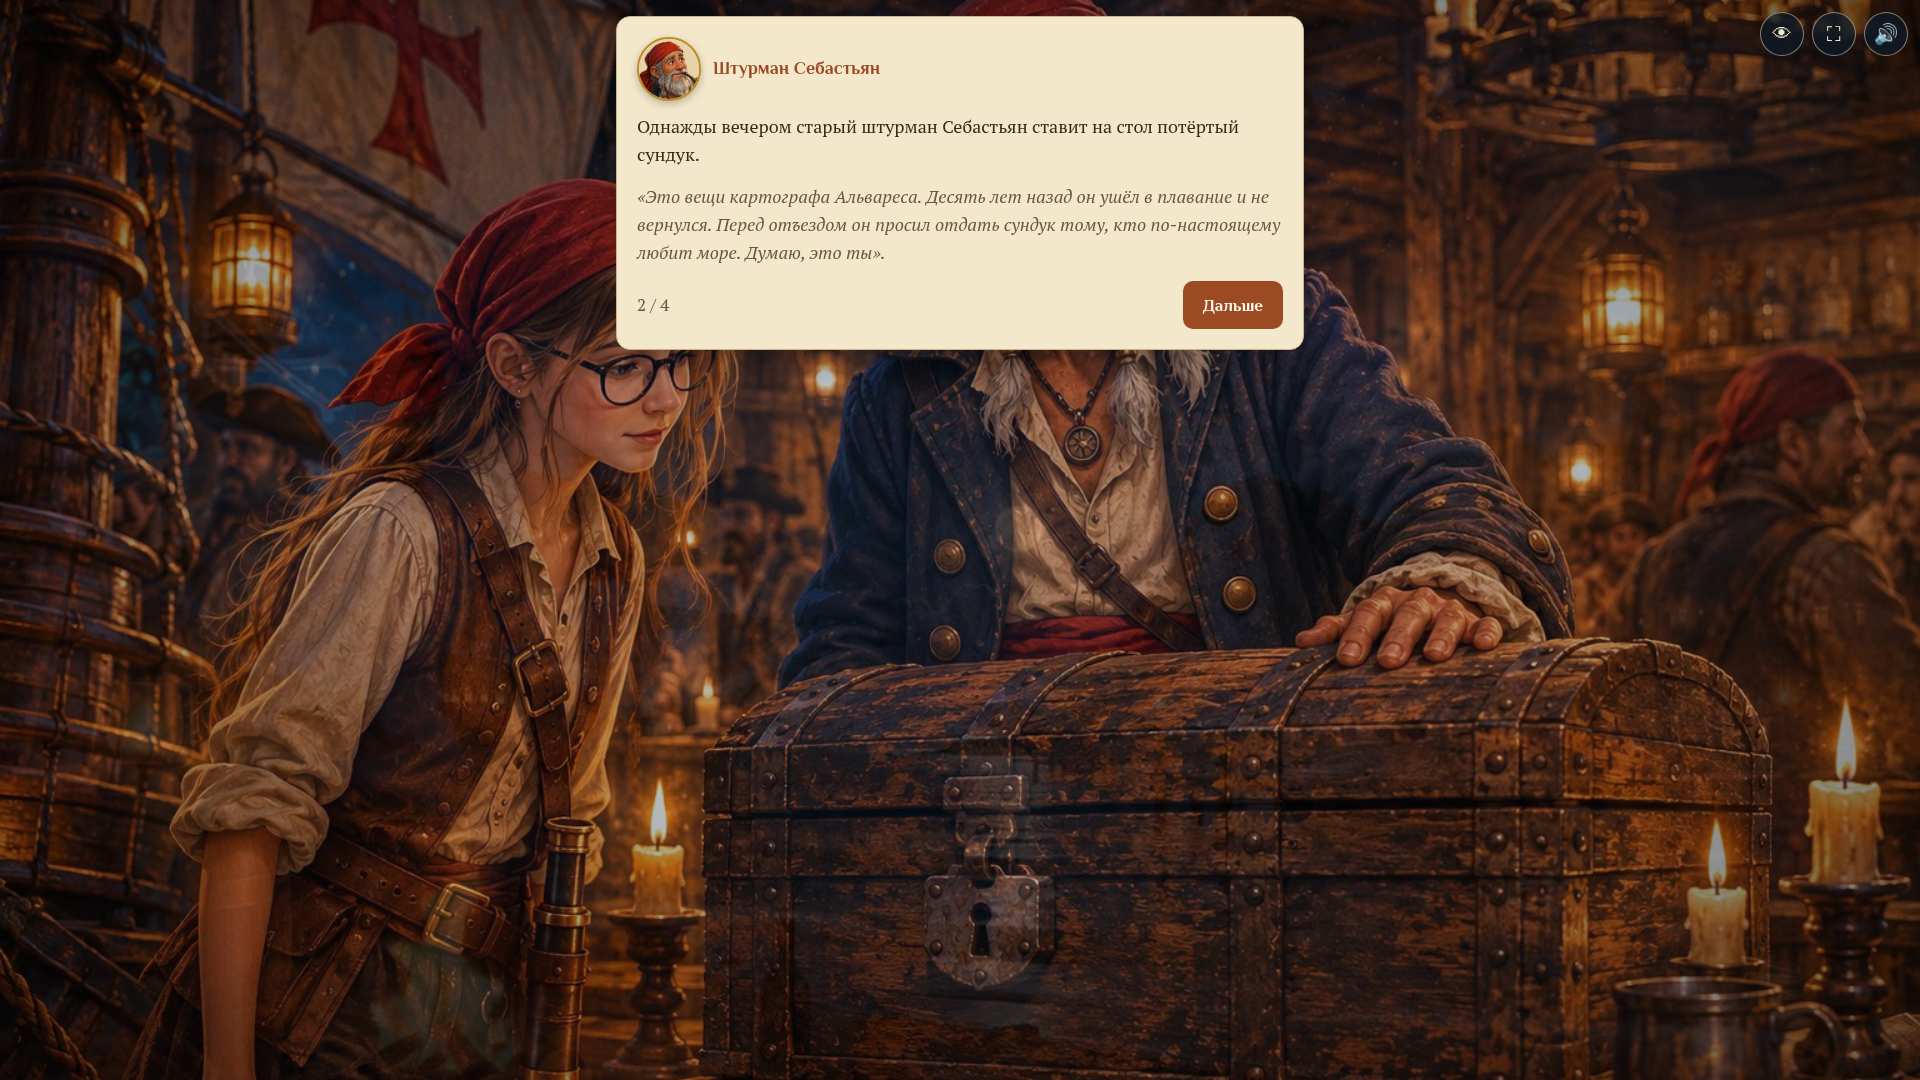 Штурман Себастьян
Однажды вечером старый штурман Себастьян ставит на стол потёртый
сундук.
«Это вещи картографа Альвареса. Десять лет назад он ушёл в плавание и не
вернулся. Перед отъездом он просил отдать сундук тому, кто по-настоящему
любит море. Думаю, это ты».
2 / 4
Дальше